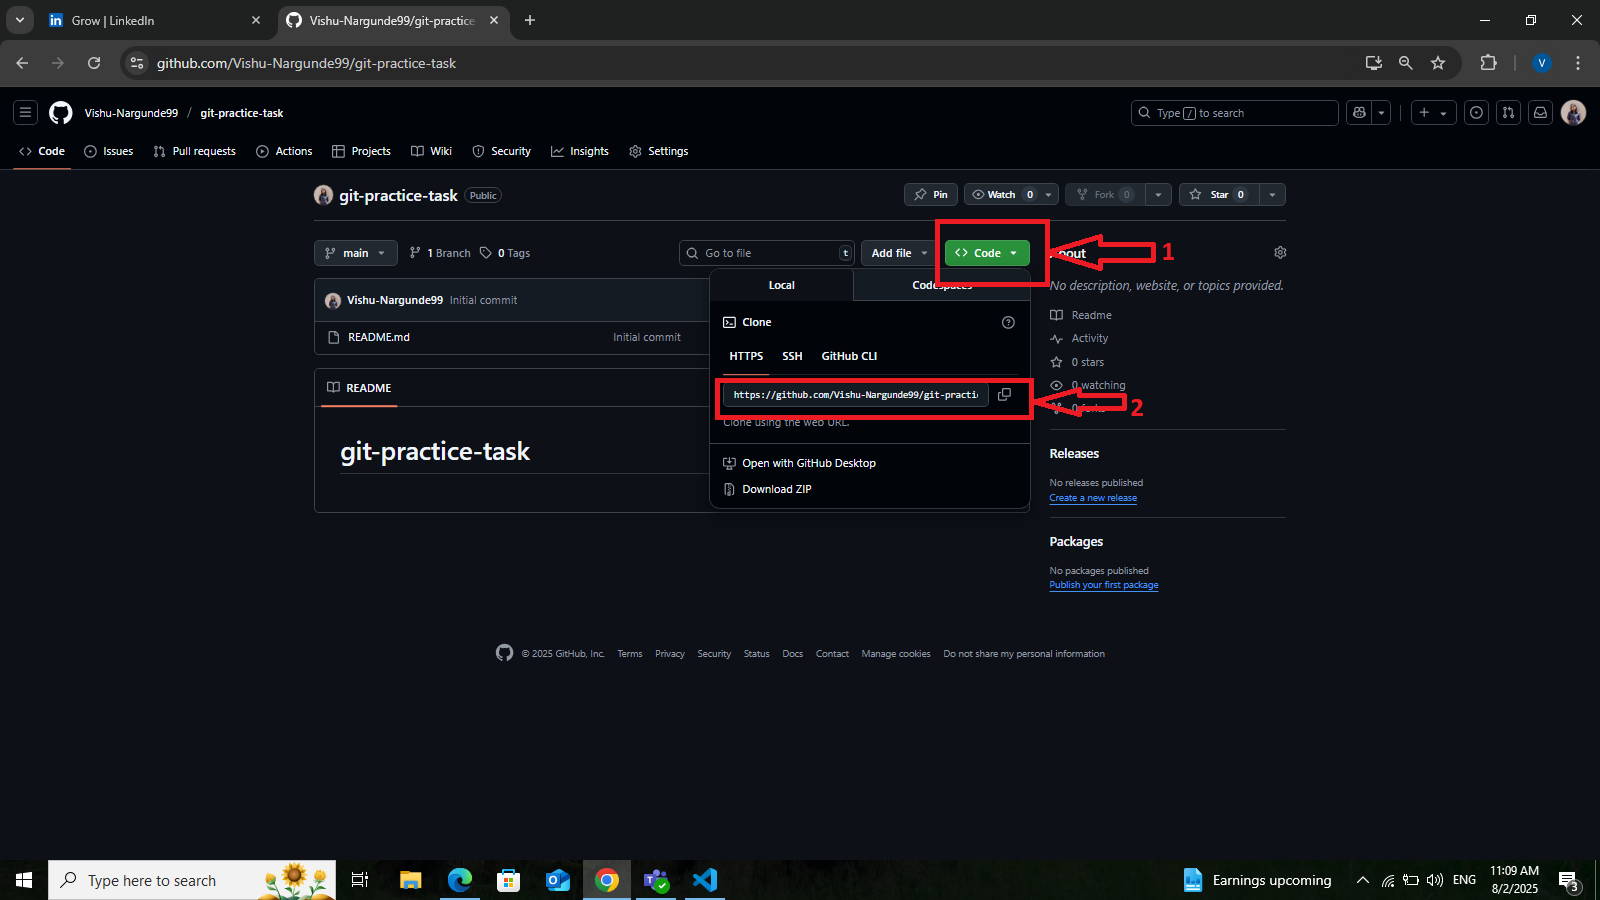 Grow | LinkedIn
Vishu-Nargunde99/git-practice
github.com/Vishu-Nargunde99/git-practice-task
V
Vishu-Nargunde99 / git-practice-task
Type / to search
Code Issues Pull requests Actions Projects Wiki Security Insights Settings
git-practice-task Public
Pin Watch 0 Fork 0 Star 0
main 1 Branch 0 Tags Go to file t Add file Code
1
About
No description, website, or topics provided.
Readme
Activity
0 stars
0 watching
0 forks
Vishu-Nargunde99 Initial commit
README.md Initial commit
README
git-practice-task
Local Codespaces
Clone
HTTPS SSH GitHub CLI
https://github.com/Vishu-Nargunde99/git-practi
2
Clone using the web URL.
Open with GitHub Desktop
Download ZIP
Releases
No releases published
Create a new release
Packages
No packages published
Publish your first package
© 2025 GitHub, Inc. Terms Privacy Security Status Docs Contact Manage cookies Do not share my personal information
Type here to search
Earnings upcoming
ENG
11:09 AM
8/2/2025
3